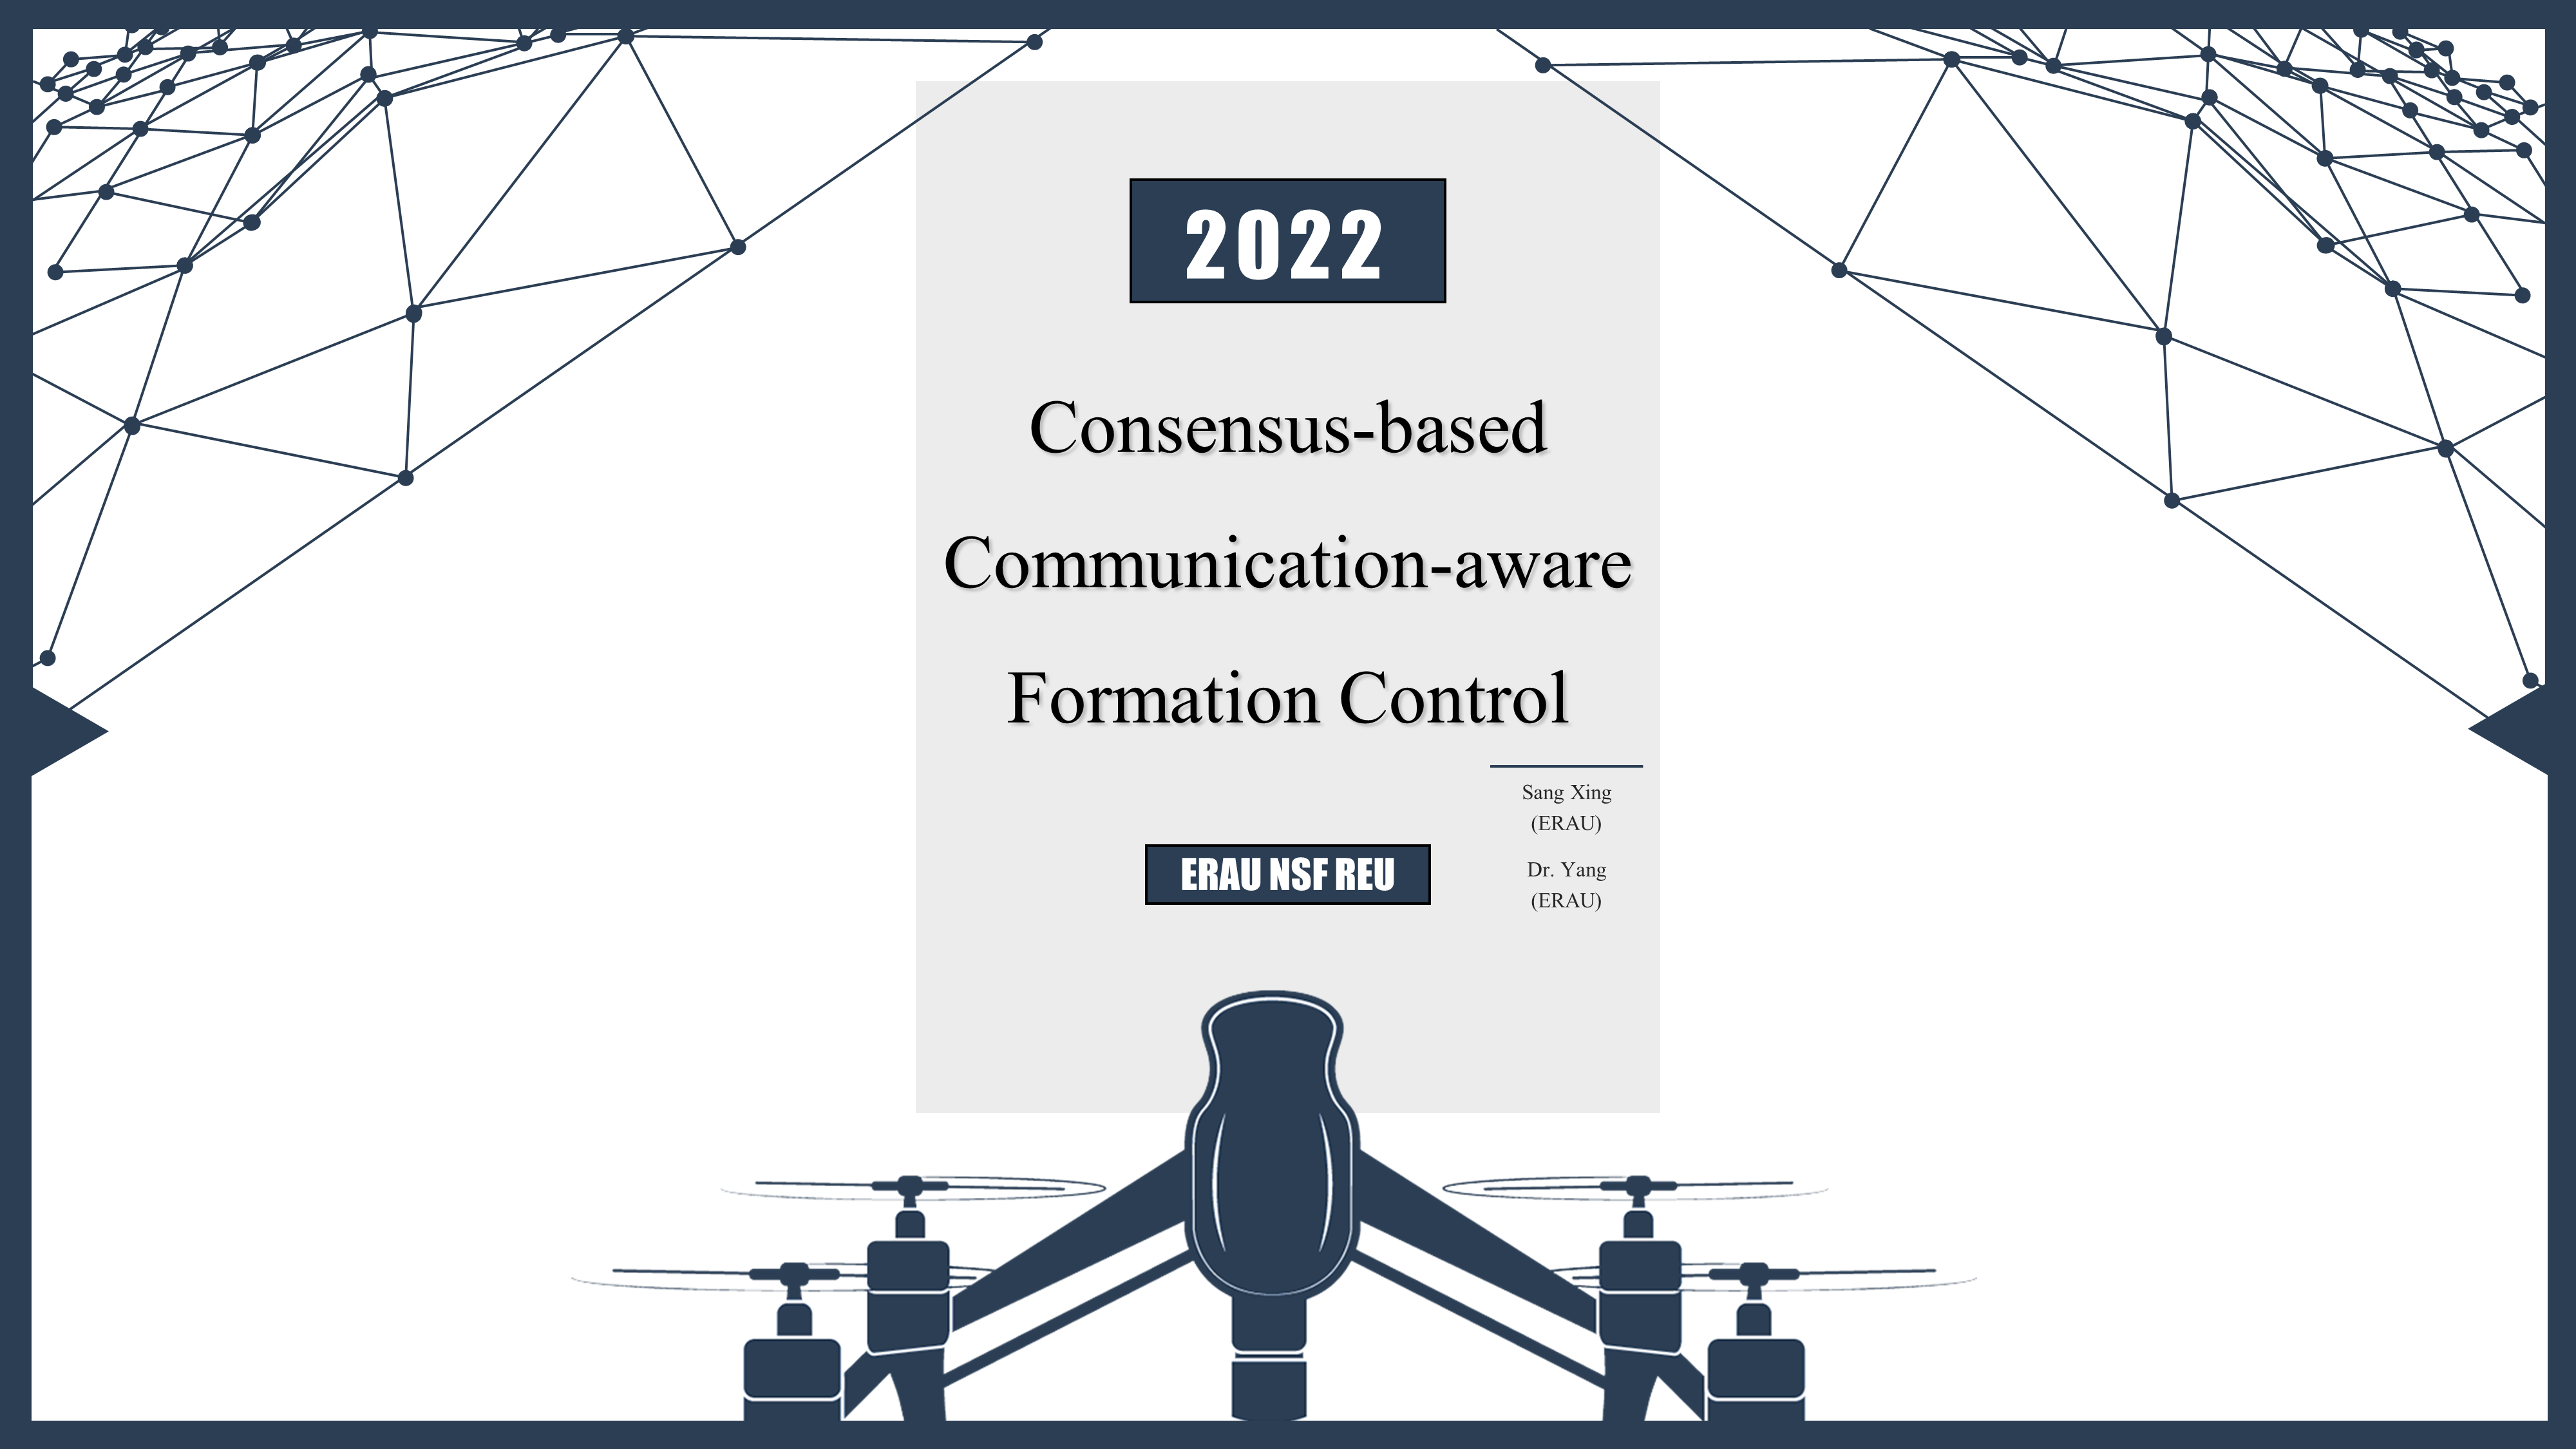 2022
Consensus-based
Communication-aware
Formation Control
Sang Xing
(ERAU)
Dr. Yang
(ERAU)
ERAU NSF REU